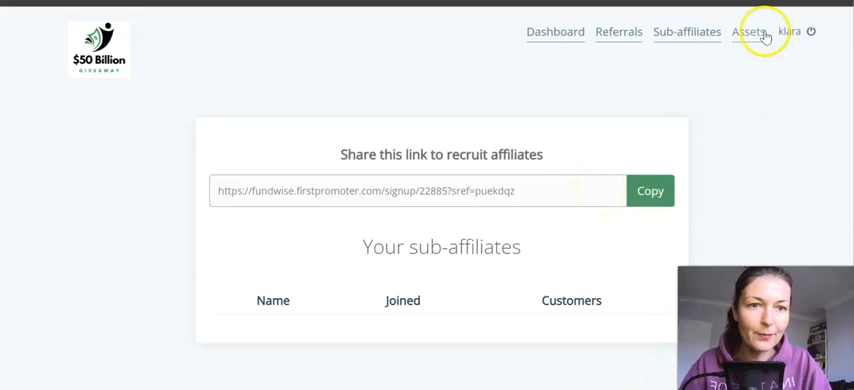 $50 Billion
GIVEAWAY
Dashboard Referrals Sub-affiliates Assets klara
Share this link to recruit affiliates
https://fundwise.firstpromoter.com/signup/22885?sref=puekdqz Copy
Your sub-affiliates
Name Joined Customers